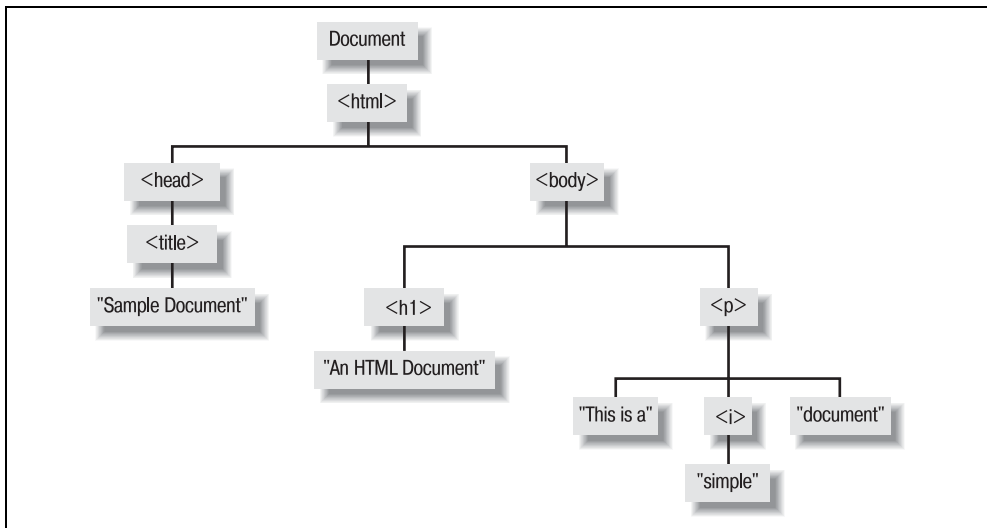 Document
<html>
<head>
<body>
<title>
"Sample Document"
<h1>
<p>
"An HTML Document"
"This is a"
<i>
"document"
"simple"